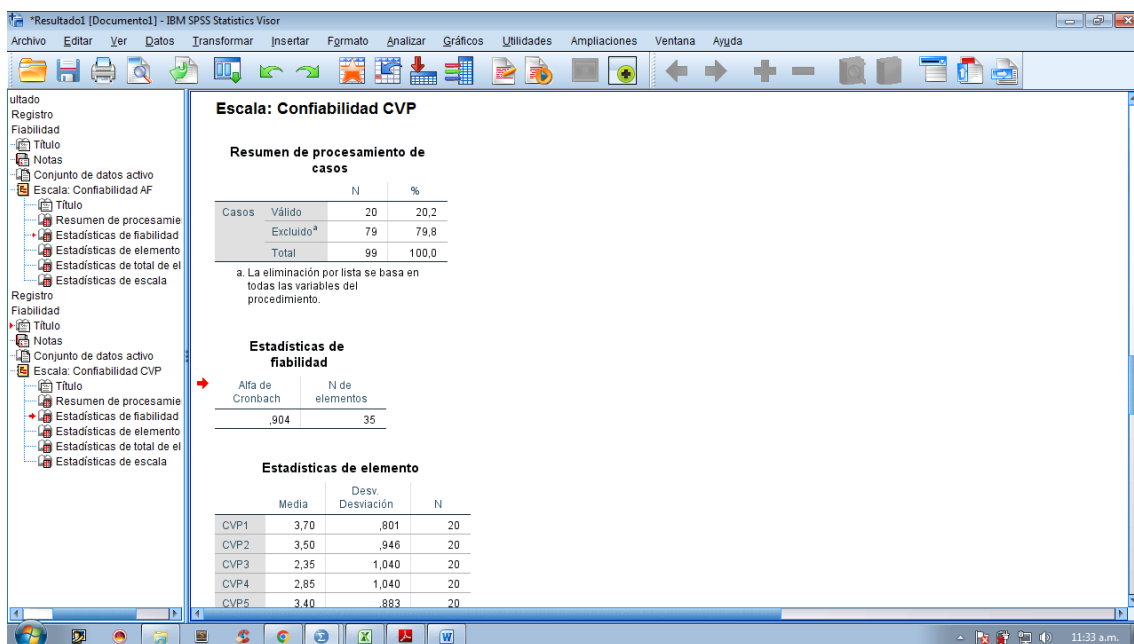 *Resultado1 [Documento1] - IBM SPSS Statistics Visor
Archivo Editar Ver Datos Transformar Insertar Formato Analizar Gráficos Utilidades Ampliaciones Ventana Ayuda
ultado
Registro
Fiabilidad
Título
Notas
Conjunto de datos activo
Escala: Confiabilidad AF
Título
Resumen de procesamie
Estadísticas de fiabilidad
Estadísticas de elemento
Estadísticas de total de el
Estadísticas de escala
Registro
Fiabilidad
Título
Notas
Conjunto de datos activo
Escala: Confiabilidad CVP
Título
Resumen de procesamie
Estadísticas de fiabilidad
Estadísticas de elemento
Estadísticas de total de el
Estadísticas de escala
Escala: Confiabilidad CVP
Resumen de procesamiento de
casos
N %
Casos Válido 20 20,2
Excluido^a 79 79,8
Total 99 100,0
a. La eliminación por lista se basa en
todas las variables del
procedimiento.
Estadísticas de
fiabilidad
Alfa de N de
Cronbach elementos
,904 35
Estadísticas de elemento
Desv.
Media Desviación N
CVP1 3,70 ,801 20
CVP2 3,50 ,946 20
CVP3 2,35 1,040 20
CVP4 2,85 1,040 20
CVP5 3,40 ,883 20
11:33 a.m.